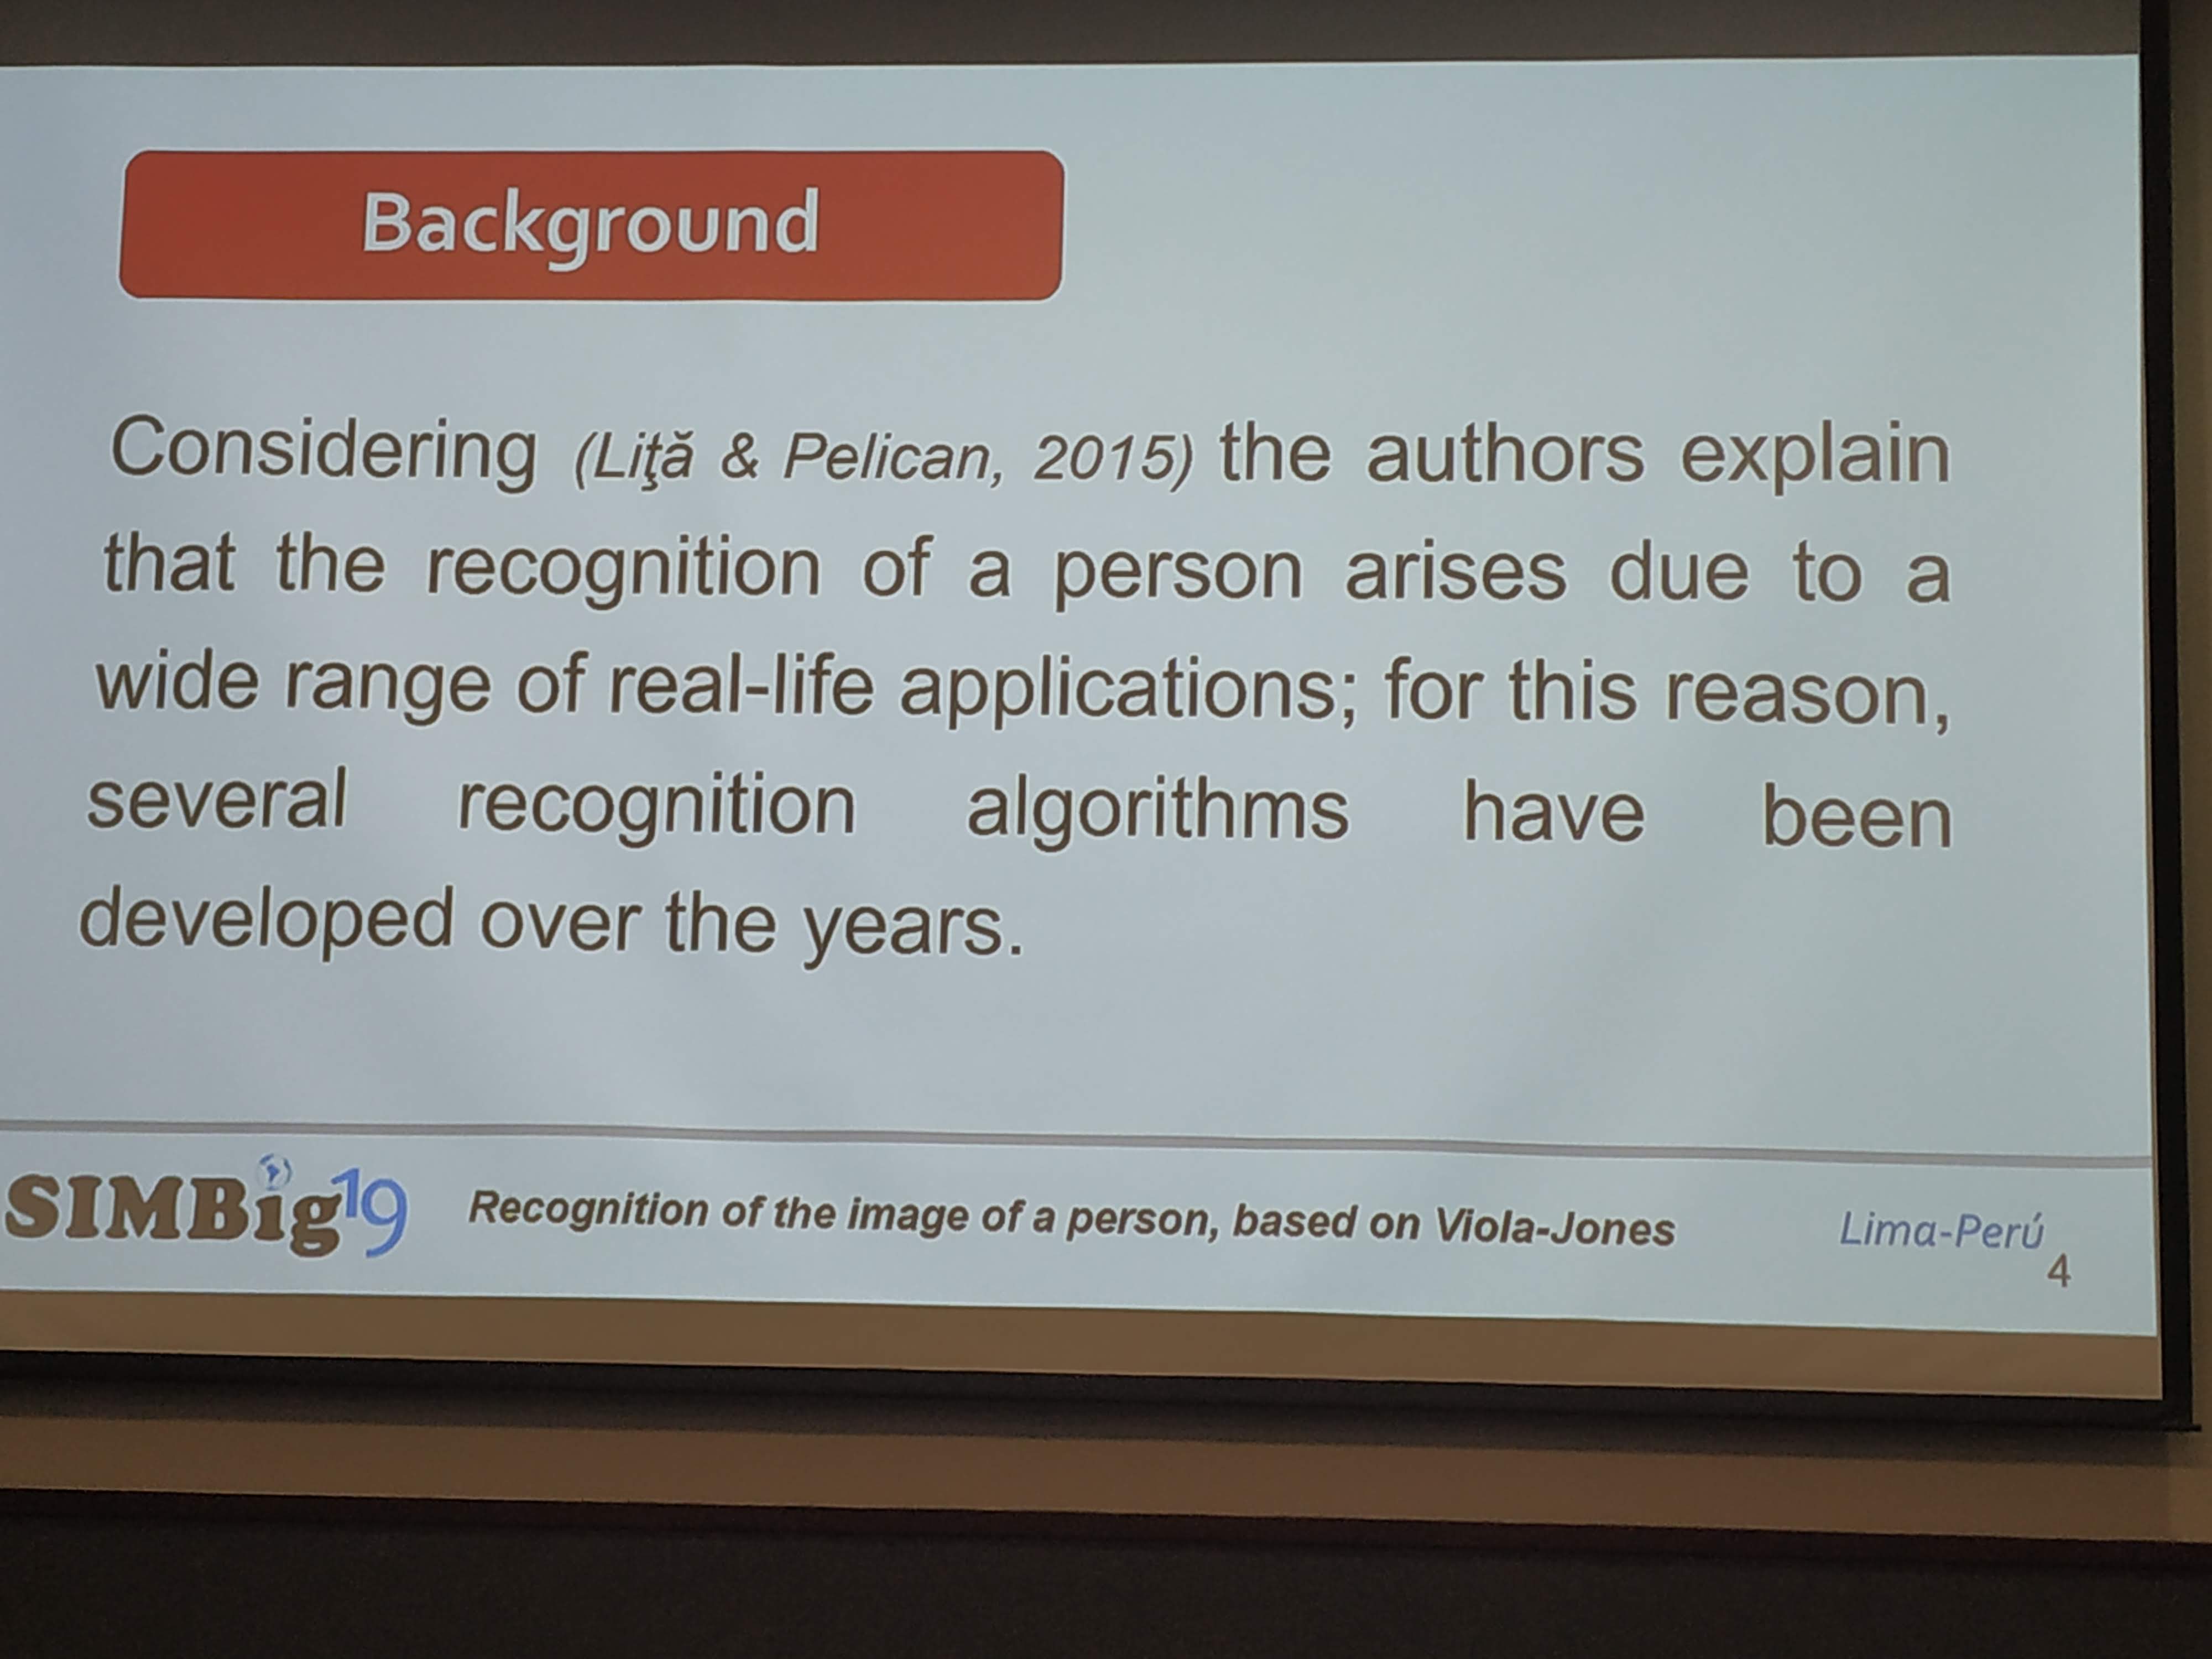 Background
Considering (Liţă & Pelican, 2015) the authors explain
that the recognition of a person arises due to a
wide range of real-life applications; for this reason,
several recognition algorithms have been
developed over the years.
SIMBig19 Recognition of the image of a person, based on Viola-Jones Lima-Perú
4